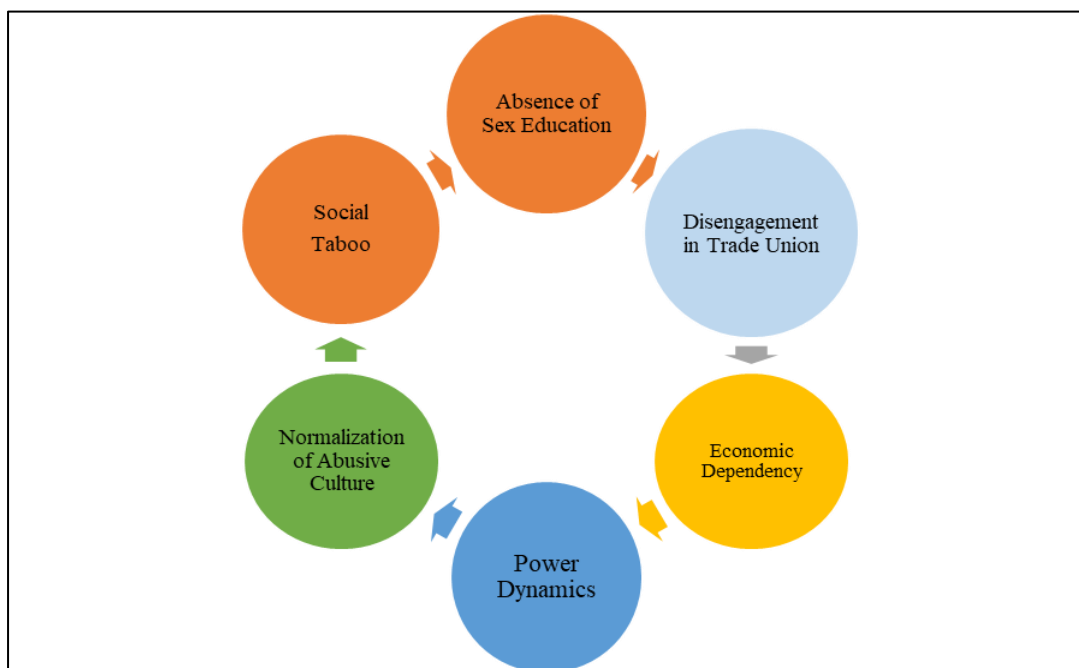 Absence of
Sex Education
Disengagement
in Trade Union
Economic
Dependency
Power
Dynamics
Normalization
of Abusive
Culture
Social
Taboo